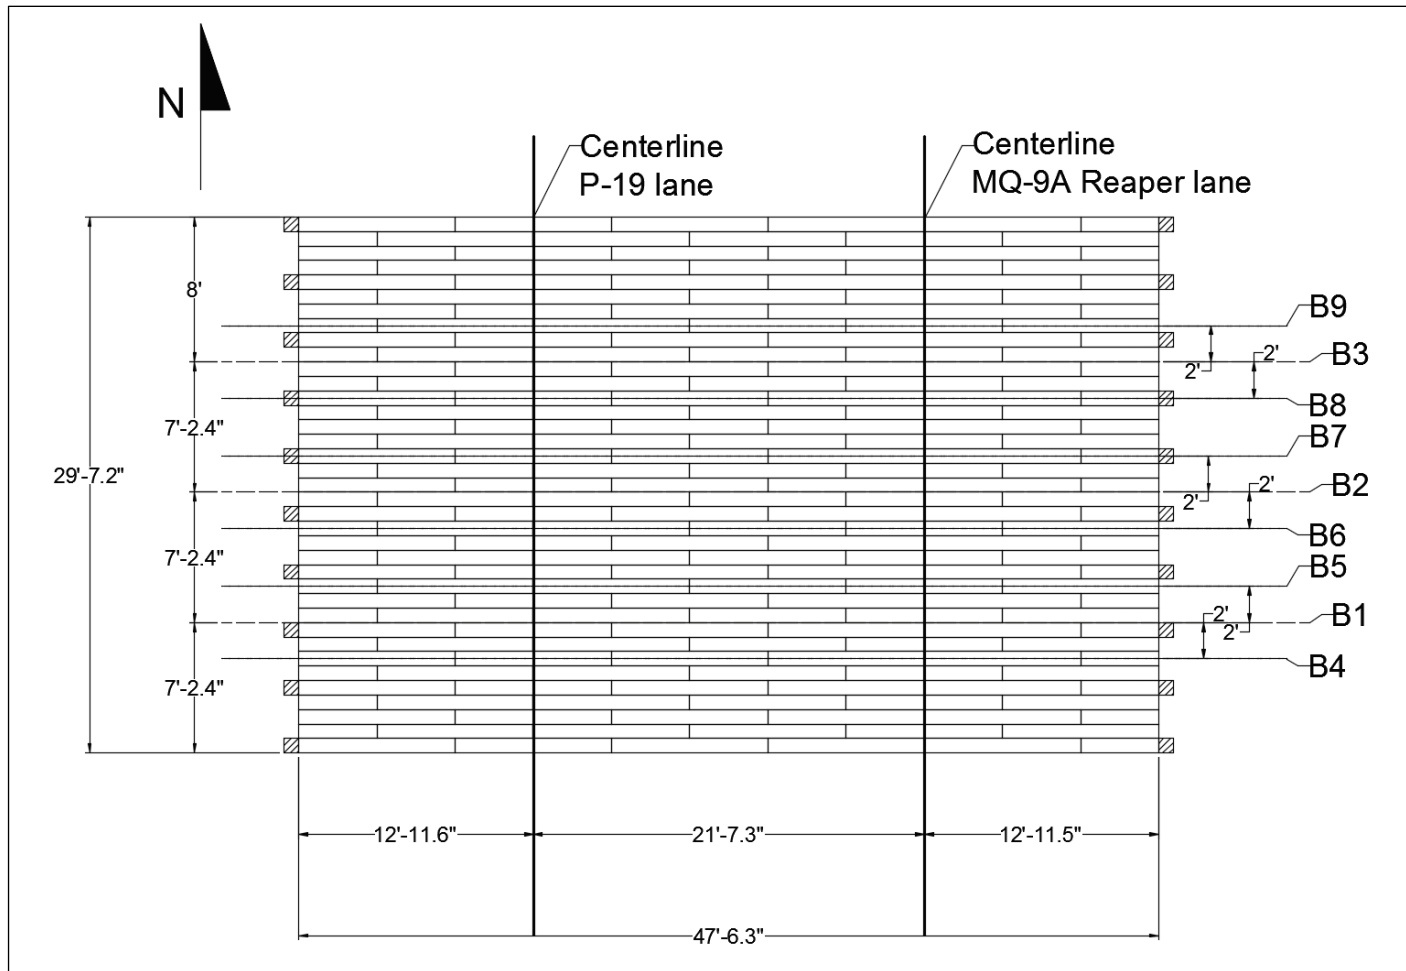 N
Centerline
P-19 lane
Centerline
MQ-9A Reaper lane
8'
B9
2'
B3
2'
B8
7'-2.4"
B7
29'-7.2"
2'
B2
2'
B6
7'-2.4"
B5
2'
B1
2'
B4
7'-2.4"
12'-11.6"
21'-7.3"
12'-11.5"
47'-6.3"